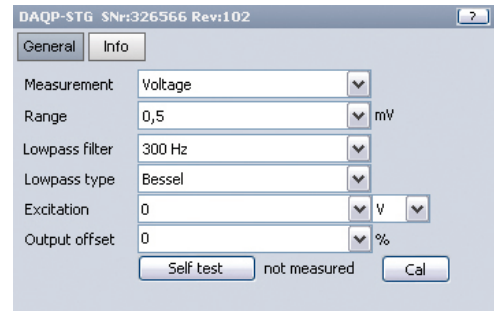 DAQP-STG SNr:326566 Rev:102 ?
General Info
Measurement Voltage
Range 0,5 mV
Lowpass filter 300 Hz
Lowpass type Bessel
Excitation 0 V
Output offset 0 %
Self test not measured Cal